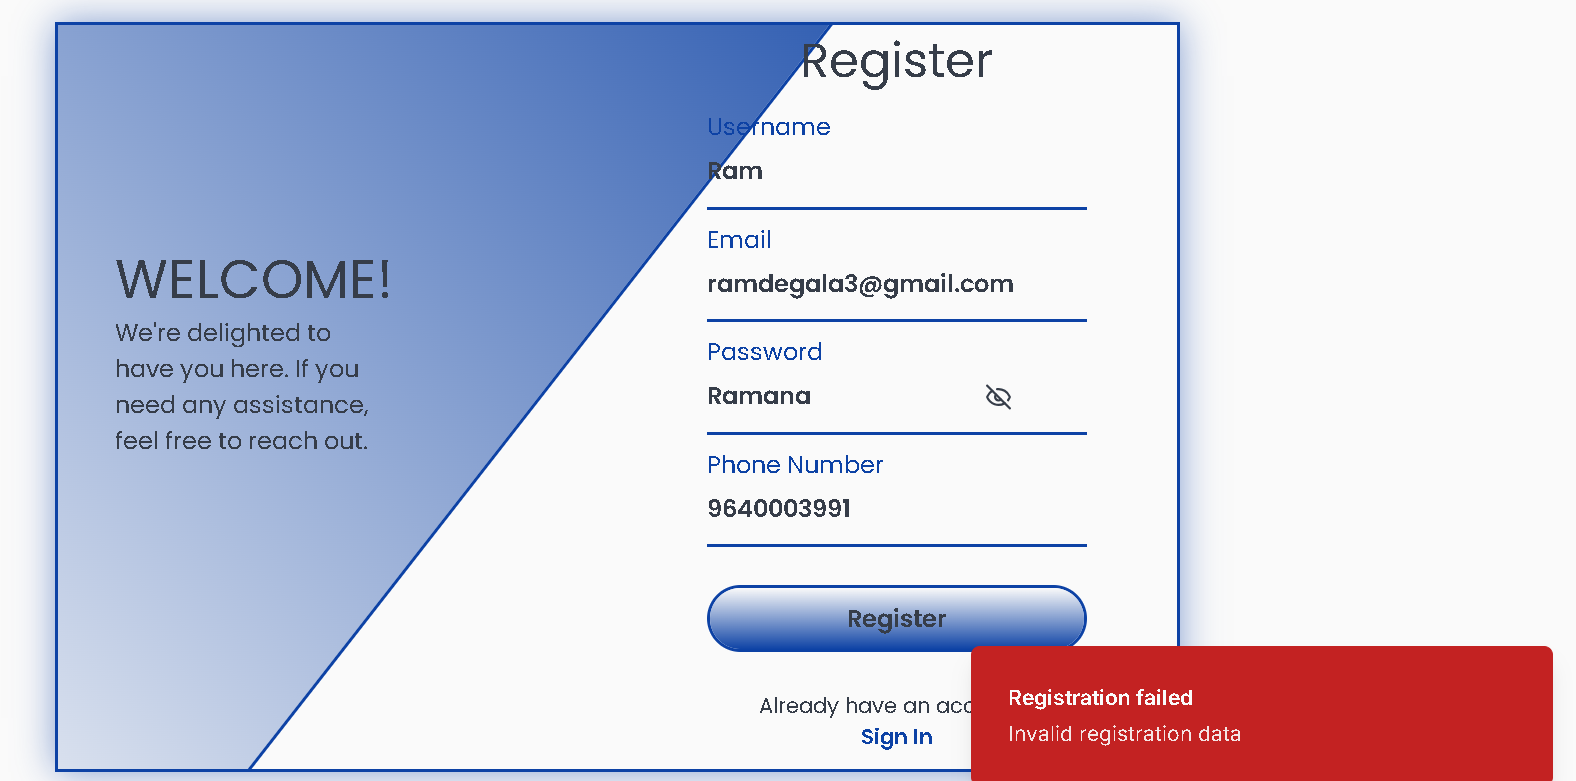 Register
Username
Ram
Email
ramdegala3@gmail.com
Password
Ramana
Phone Number
9640003991
Register
Already have an acc
Sign In
WELCOME!
We're delighted to
have you here. If you
need any assistance,
feel free to reach out.
Registration failed
Invalid registration data